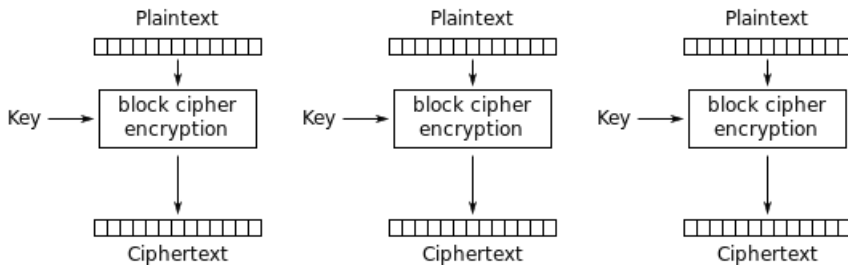 Plaintext Plaintext Plaintext
block cipher block cipher block cipher
Key Key Key
encryption encryption encryption
Ciphertext Ciphertext Ciphertext